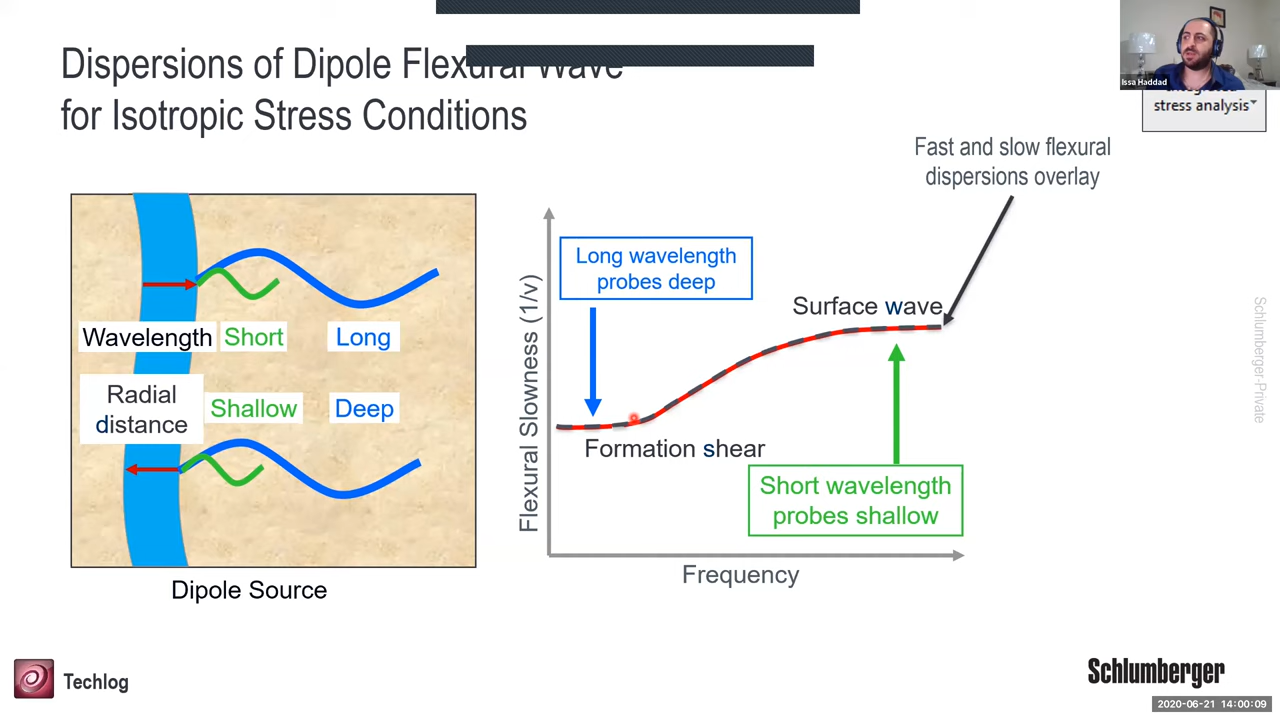 Dispersions of Dipole Flexural Wave
for Isotropic Stress Conditions
Issa Haddad
stress analysis
Fast and slow flexural
dispersions overlay
Long wavelength
probes deep
Surface wave
Wavelength Short Long
Radial
distance
Shallow Deep
Flexural Slowness (1/v)
Formation shear
Short wavelength
probes shallow
Frequency
Dipole Source
Schlumberger-Private
Techlog
Schlumberger
2020-06-21 14:00:09